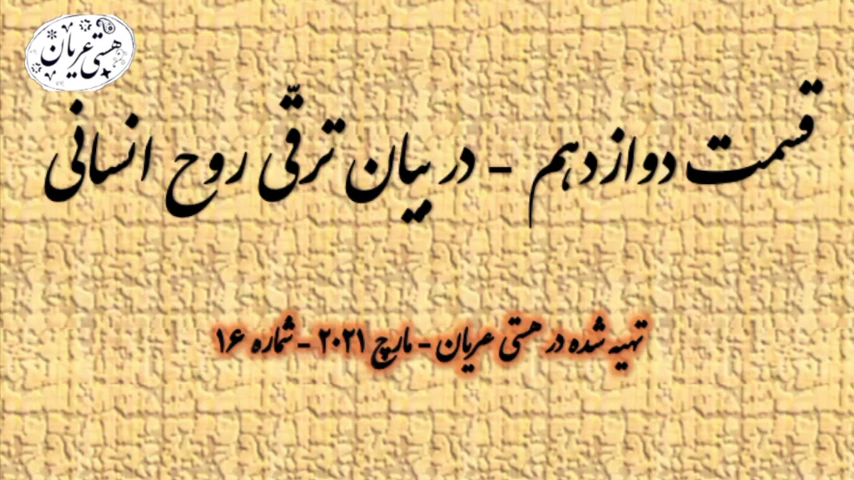 هستی عریان
قسمت دوازدهم - در بیان ترقّی روح انسانی
تهیه شده در هستی عریان - مارچ ۲۰۲۱ - شماره ۱۶